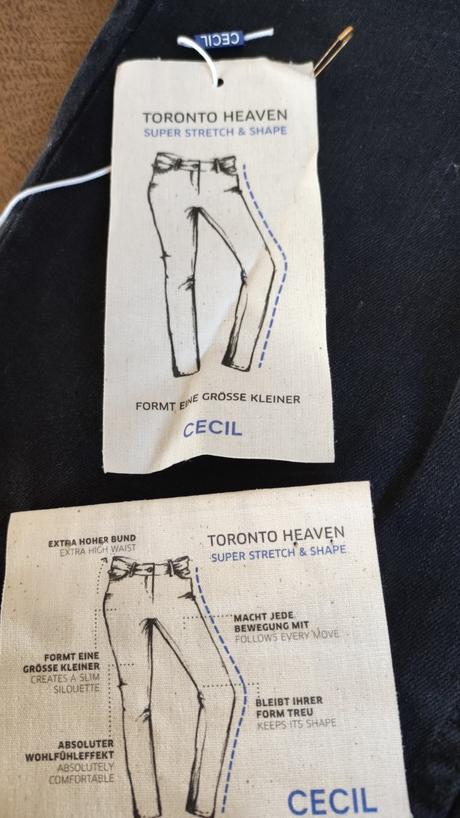 CECIL
TORONTO HEAVEN
SUPER STRETCH & SHAPE
FORMT EINE GRÖSSE KLEINER
CECIL
EXTRA HOHER BUND
EXTRA HIGH WAIST
TORONTO HEAVEN
SUPER STRETCH & SHAPE
MACHT JEDE
BEWEGUNG MIT
FOLLOWS EVERY MOVE
FORMT EINE
GRÖSSE KLEINER
CREATES A SLIM
SILOUETTE
BLEIBT IHRER
FORM TREU
KEEPS ITS SHAPE
ABSOLUTER
WOHLFÜHLEFFEKT
ABSOLUTELY
COMFORTABLE
CECIL